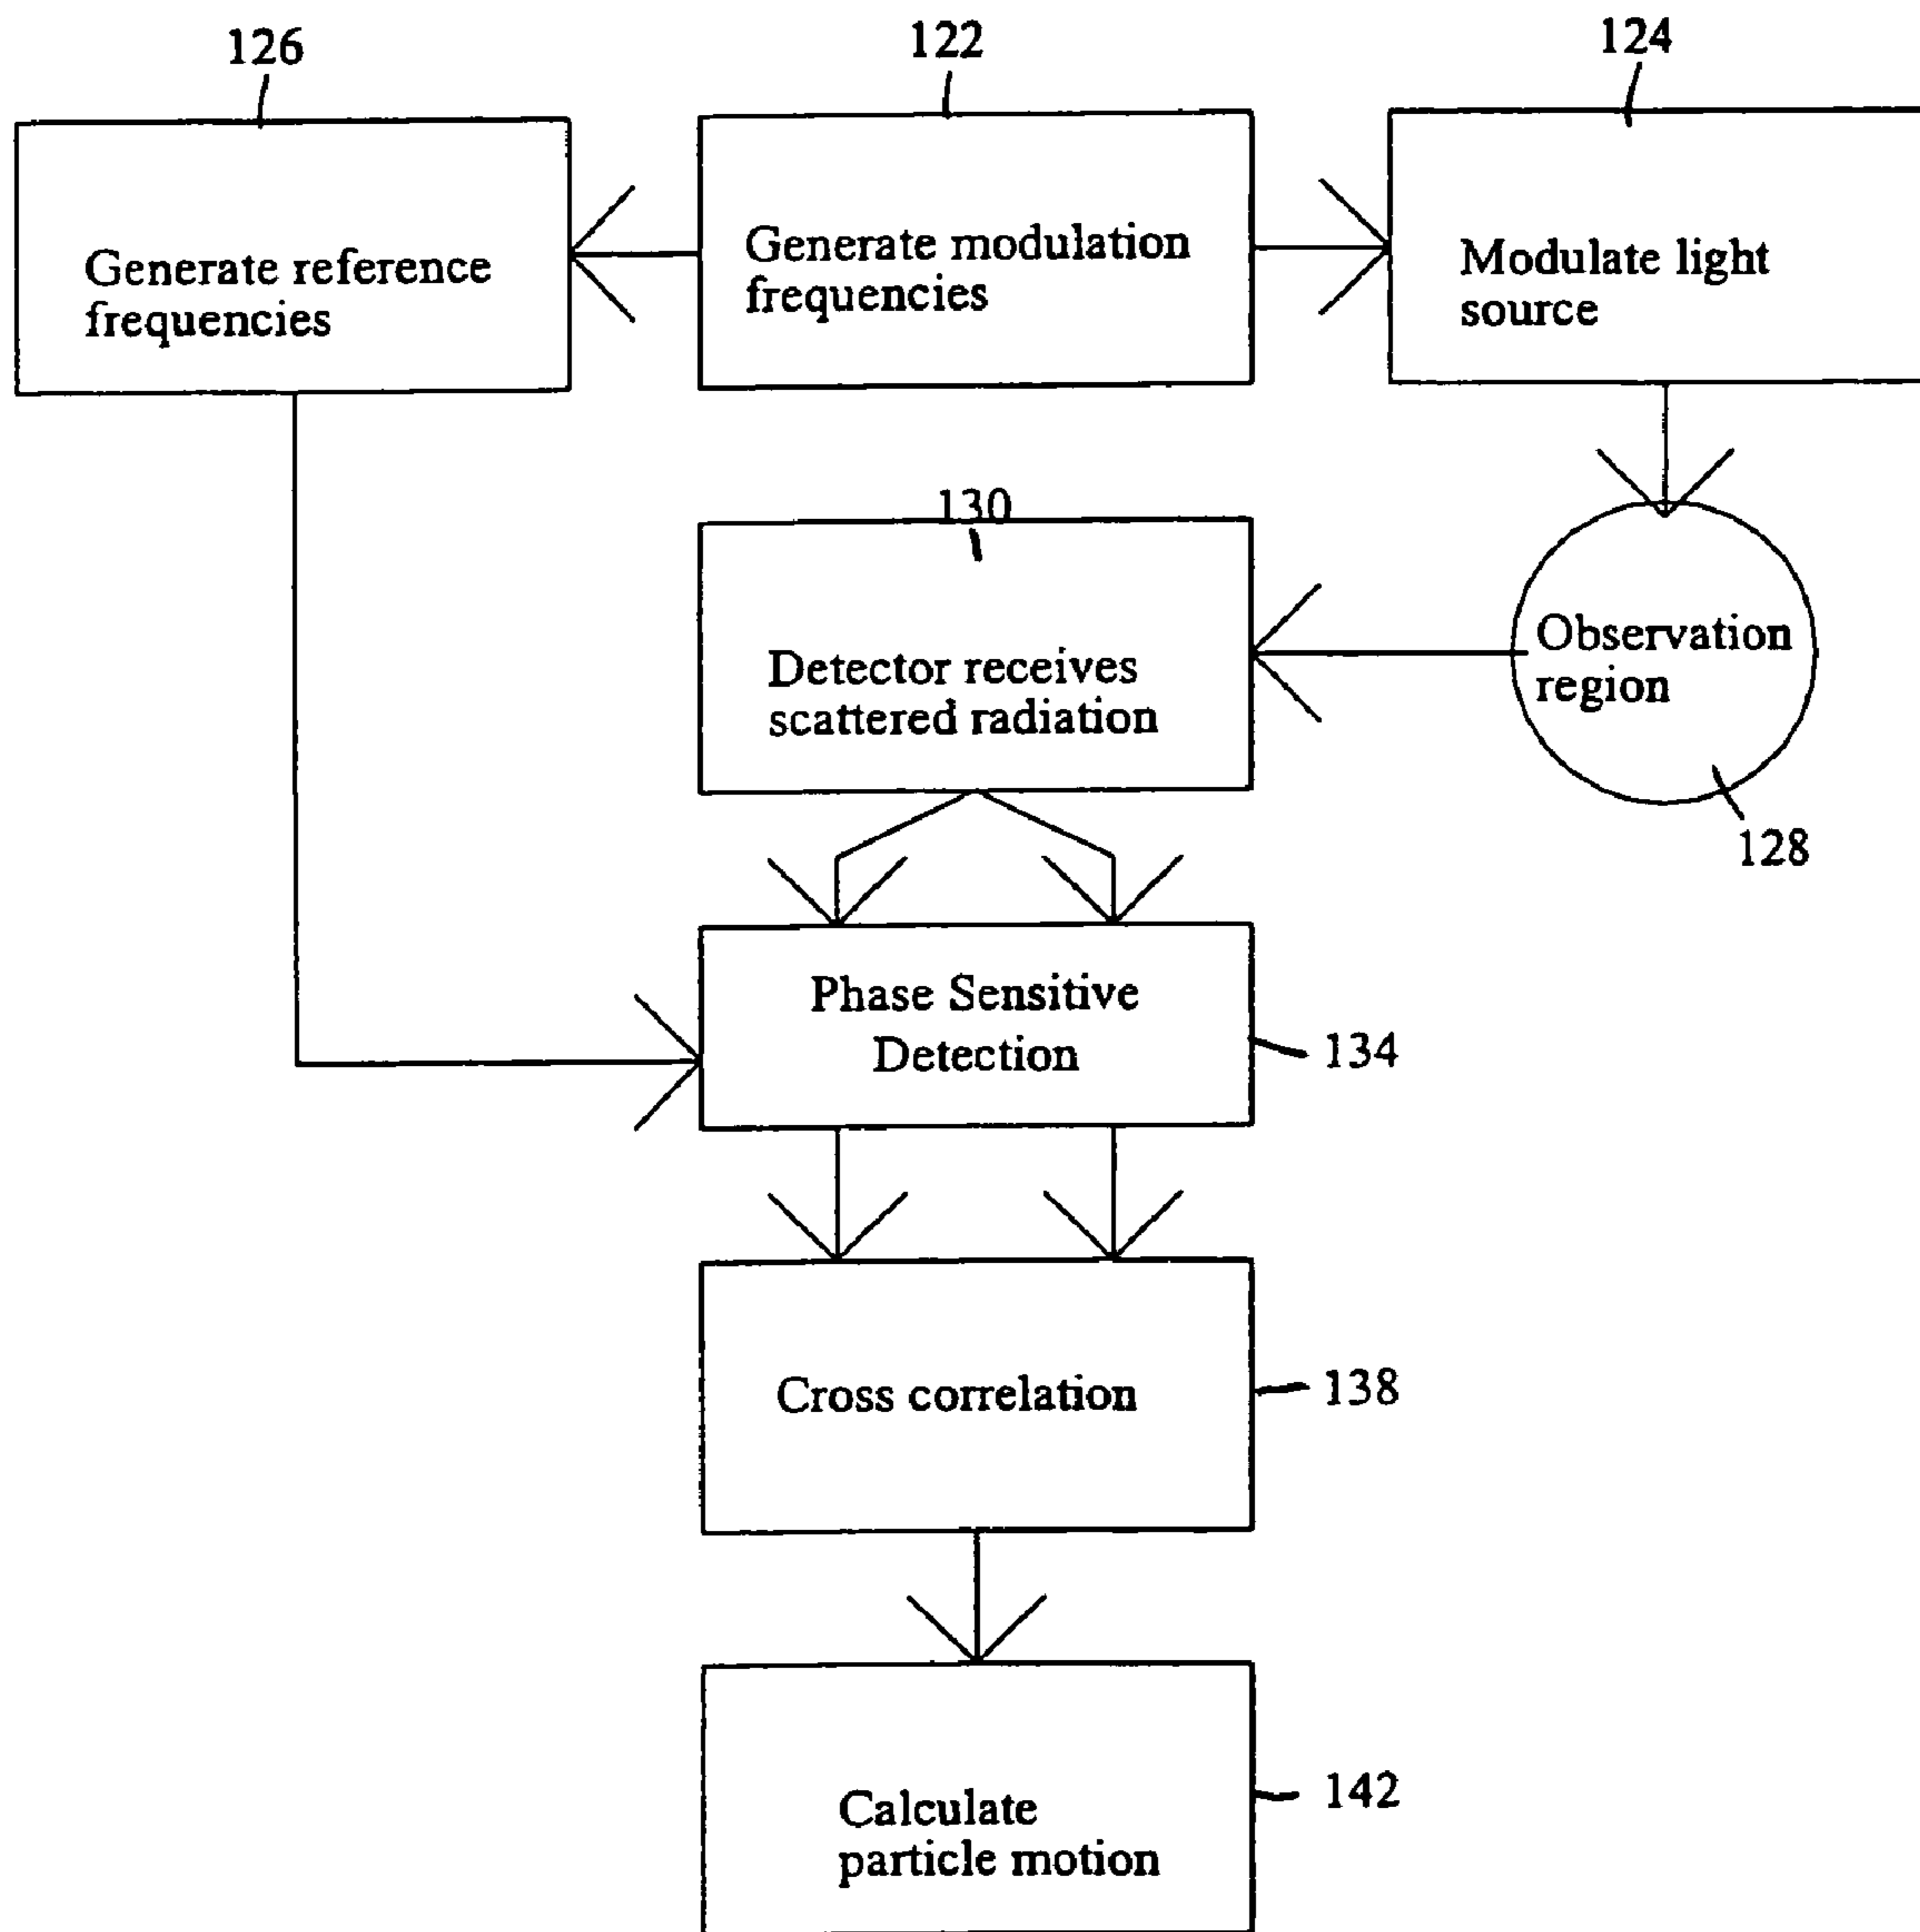 126
122
124
Generate reference
frequencies
Generate modulation
frequencies
Modulate light
source
130
Detector receives
scattered radiation
Observation
region
128
Phase Sensitive
Detection
134
Cross correlation
138
Calculate
particle motion
142